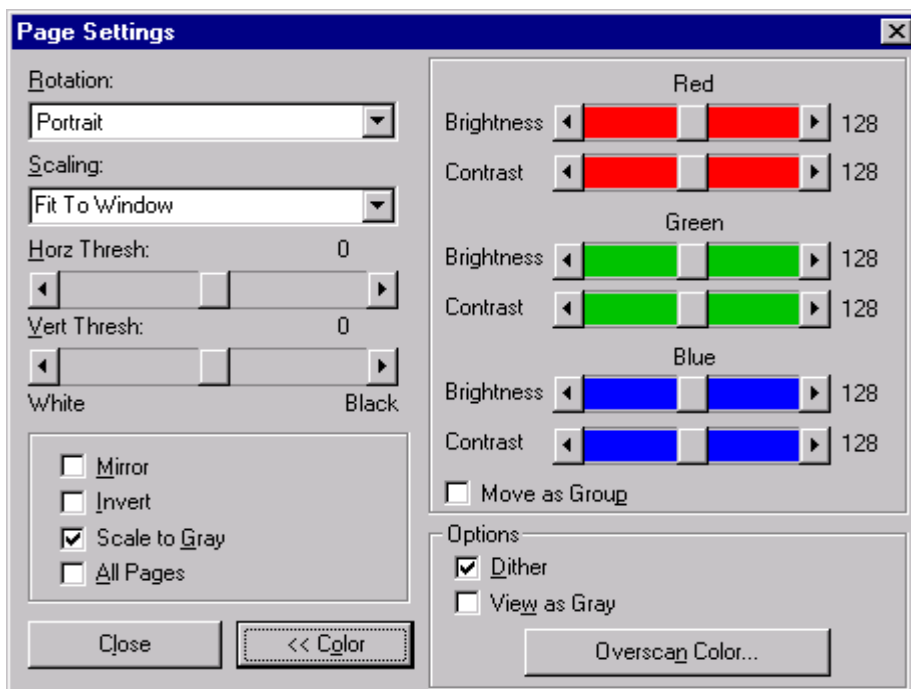 Page Settings
Rotation:
Portrait
Scaling:
Fit To Window
Horz Thresh: 0
Vert Thresh: 0
White Black
Mirror
Invert
Scale to Gray
All Pages
Close
<< Color
Red
Brightness 128
Contrast 128
Green
Brightness 128
Contrast 128
Blue
Brightness 128
Contrast 128
Move as Group
Options
Dither
View as Gray
Overscan Color...